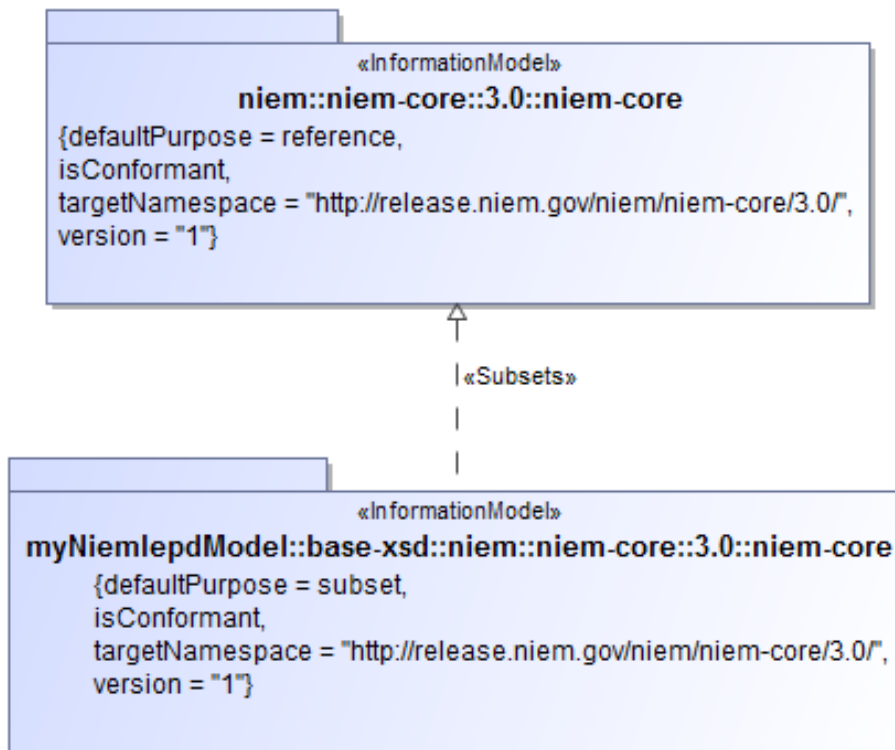 «InformationModel»
niem::niem-core::3.0::niem-core
{defaultPurpose = reference,
isConformant,
targetNamespace = "http://release.niem.gov/niem/niem-core/3.0/",
version = "1"}
«Subsets»
«InformationModel»
myNiemIepdModel::base-xsd::niem::niem-core::3.0::niem-core
{defaultPurpose = subset,
isConformant,
targetNamespace = "http://release.niem.gov/niem/niem-core/3.0/",
version = "1"}